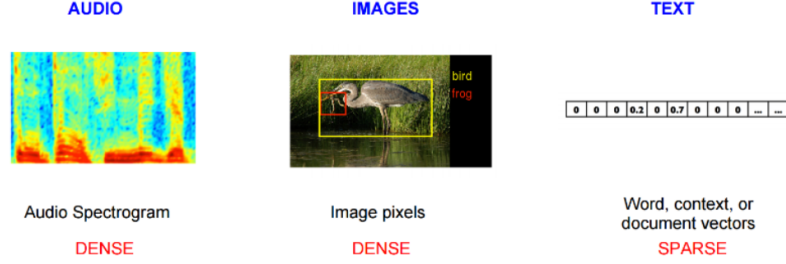 AUDIO
IMAGES
TEXT
bird
frog
0 0 0 0.2 0 0.7 0 0 0 ... ...
Audio Spectrogram
Image pixels
Word, context, or
document vectors
DENSE
DENSE
SPARSE